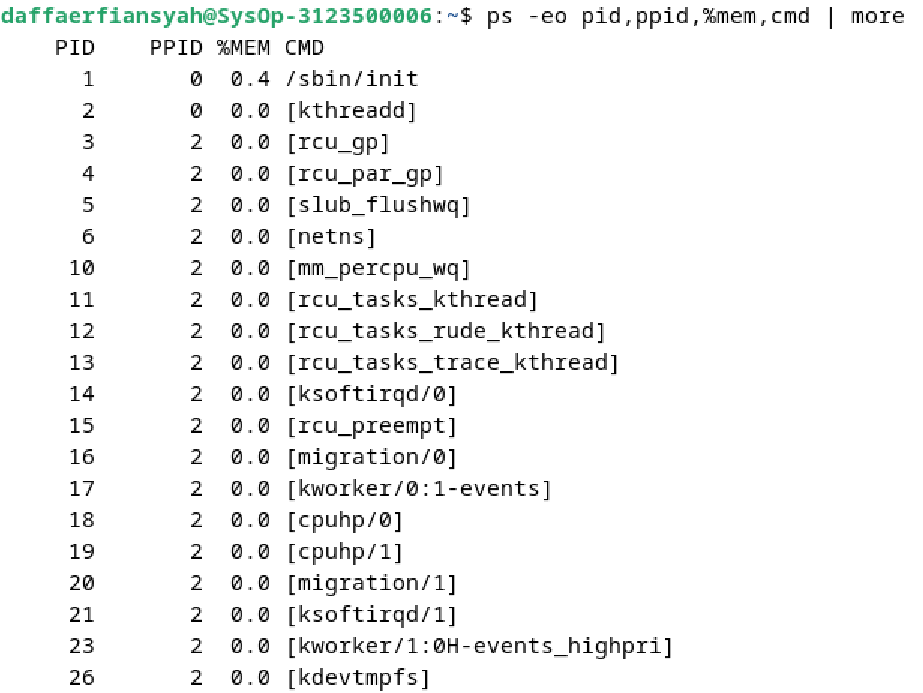 daffaerfiansyah@SysOp-3123500006:~$ ps -eo pid,ppid,%mem,cmd | more
    PID    PPID %MEM CMD
      1       0  0.4 /sbin/init
      2       0  0.0 [kthreadd]
      3       2  0.0 [rcu_gp]
      4       2  0.0 [rcu_par_gp]
      5       2  0.0 [slub_flushwq]
      6       2  0.0 [netns]
     10       2  0.0 [mm_percpu_wq]
     11       2  0.0 [rcu_tasks_kthread]
     12       2  0.0 [rcu_tasks_rude_kthread]
     13       2  0.0 [rcu_tasks_trace_kthread]
     14       2  0.0 [ksoftirqd/0]
     15       2  0.0 [rcu_preempt]
     16       2  0.0 [migration/0]
     17       2  0.0 [kworker/0:1-events]
     18       2  0.0 [cpuhp/0]
     19       2  0.0 [cpuhp/1]
     20       2  0.0 [migration/1]
     21       2  0.0 [ksoftirqd/1]
     23       2  0.0 [kworker/1:0H-events_highpri]
     26       2  0.0 [kdevtmpfs]